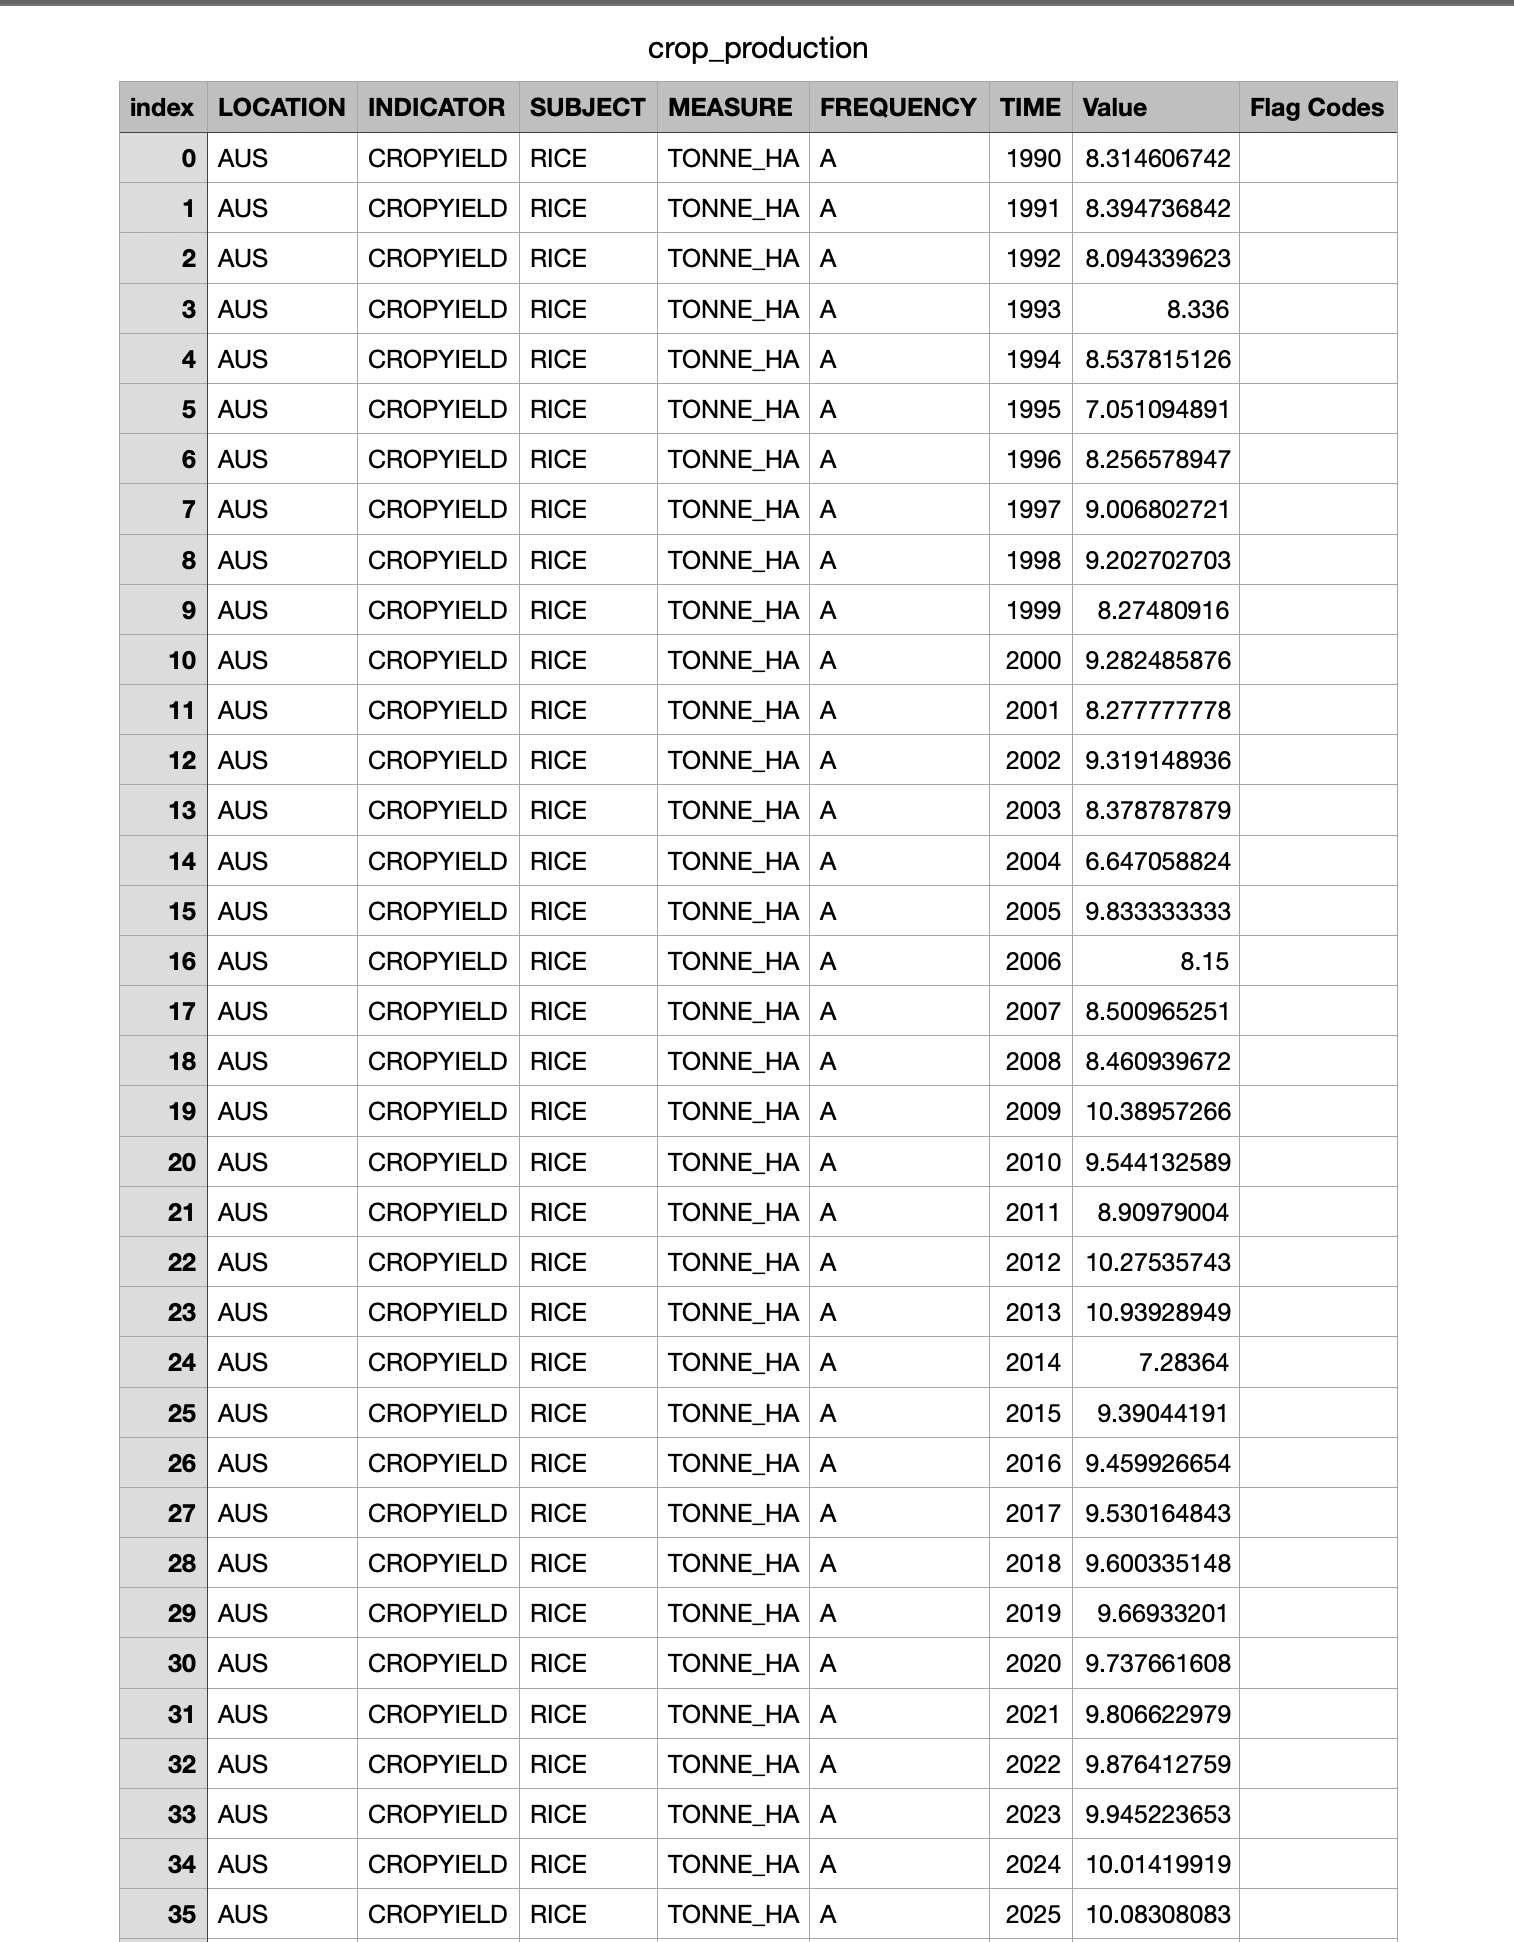 crop_production
index LOCATION INDICATOR SUBJECT MEASURE FREQUENCY TIME Value Flag Codes
0 AUS CROPYIELD RICE TONNE_HA A 1990 8.314606742
1 AUS CROPYIELD RICE TONNE_HA A 1991 8.394736842
2 AUS CROPYIELD RICE TONNE_HA A 1992 8.094339623
3 AUS CROPYIELD RICE TONNE_HA A 1993 8.336
4 AUS CROPYIELD RICE TONNE_HA A 1994 8.537815126
5 AUS CROPYIELD RICE TONNE_HA A 1995 7.051094891
6 AUS CROPYIELD RICE TONNE_HA A 1996 8.256578947
7 AUS CROPYIELD RICE TONNE_HA A 1997 9.006802721
8 AUS CROPYIELD RICE TONNE_HA A 1998 9.202702703
9 AUS CROPYIELD RICE TONNE_HA A 1999 8.27480916
10 AUS CROPYIELD RICE TONNE_HA A 2000 9.282485876
11 AUS CROPYIELD RICE TONNE_HA A 2001 8.277777778
12 AUS CROPYIELD RICE TONNE_HA A 2002 9.319148936
13 AUS CROPYIELD RICE TONNE_HA A 2003 8.378787879
14 AUS CROPYIELD RICE TONNE_HA A 2004 6.647058824
15 AUS CROPYIELD RICE TONNE_HA A 2005 9.833333333
16 AUS CROPYIELD RICE TONNE_HA A 2006 8.15
17 AUS CROPYIELD RICE TONNE_HA A 2007 8.500965251
18 AUS CROPYIELD RICE TONNE_HA A 2008 8.460939672
19 AUS CROPYIELD RICE TONNE_HA A 2009 10.38957266
20 AUS CROPYIELD RICE TONNE_HA A 2010 9.544132589
21 AUS CROPYIELD RICE TONNE_HA A 2011 8.90979004
22 AUS CROPYIELD RICE TONNE_HA A 2012 10.27535743
23 AUS CROPYIELD RICE TONNE_HA A 2013 10.93928949
24 AUS CROPYIELD RICE TONNE_HA A 2014 7.28364
25 AUS CROPYIELD RICE TONNE_HA A 2015 9.39044191
26 AUS CROPYIELD RICE TONNE_HA A 2016 9.459926654
27 AUS CROPYIELD RICE TONNE_HA A 2017 9.530164843
28 AUS CROPYIELD RICE TONNE_HA A 2018 9.600335148
29 AUS CROPYIELD RICE TONNE_HA A 2019 9.66933201
30 AUS CROPYIELD RICE TONNE_HA A 2020 9.737661608
31 AUS CROPYIELD RICE TONNE_HA A 2021 9.806622979
32 AUS CROPYIELD RICE TONNE_HA A 2022 9.876412759
33 AUS CROPYIELD RICE TONNE_HA A 2023 9.945223653
34 AUS CROPYIELD RICE TONNE_HA A 2024 10.01419919
35 AUS CROPYIELD RICE TONNE_HA A 2025 10.08308083